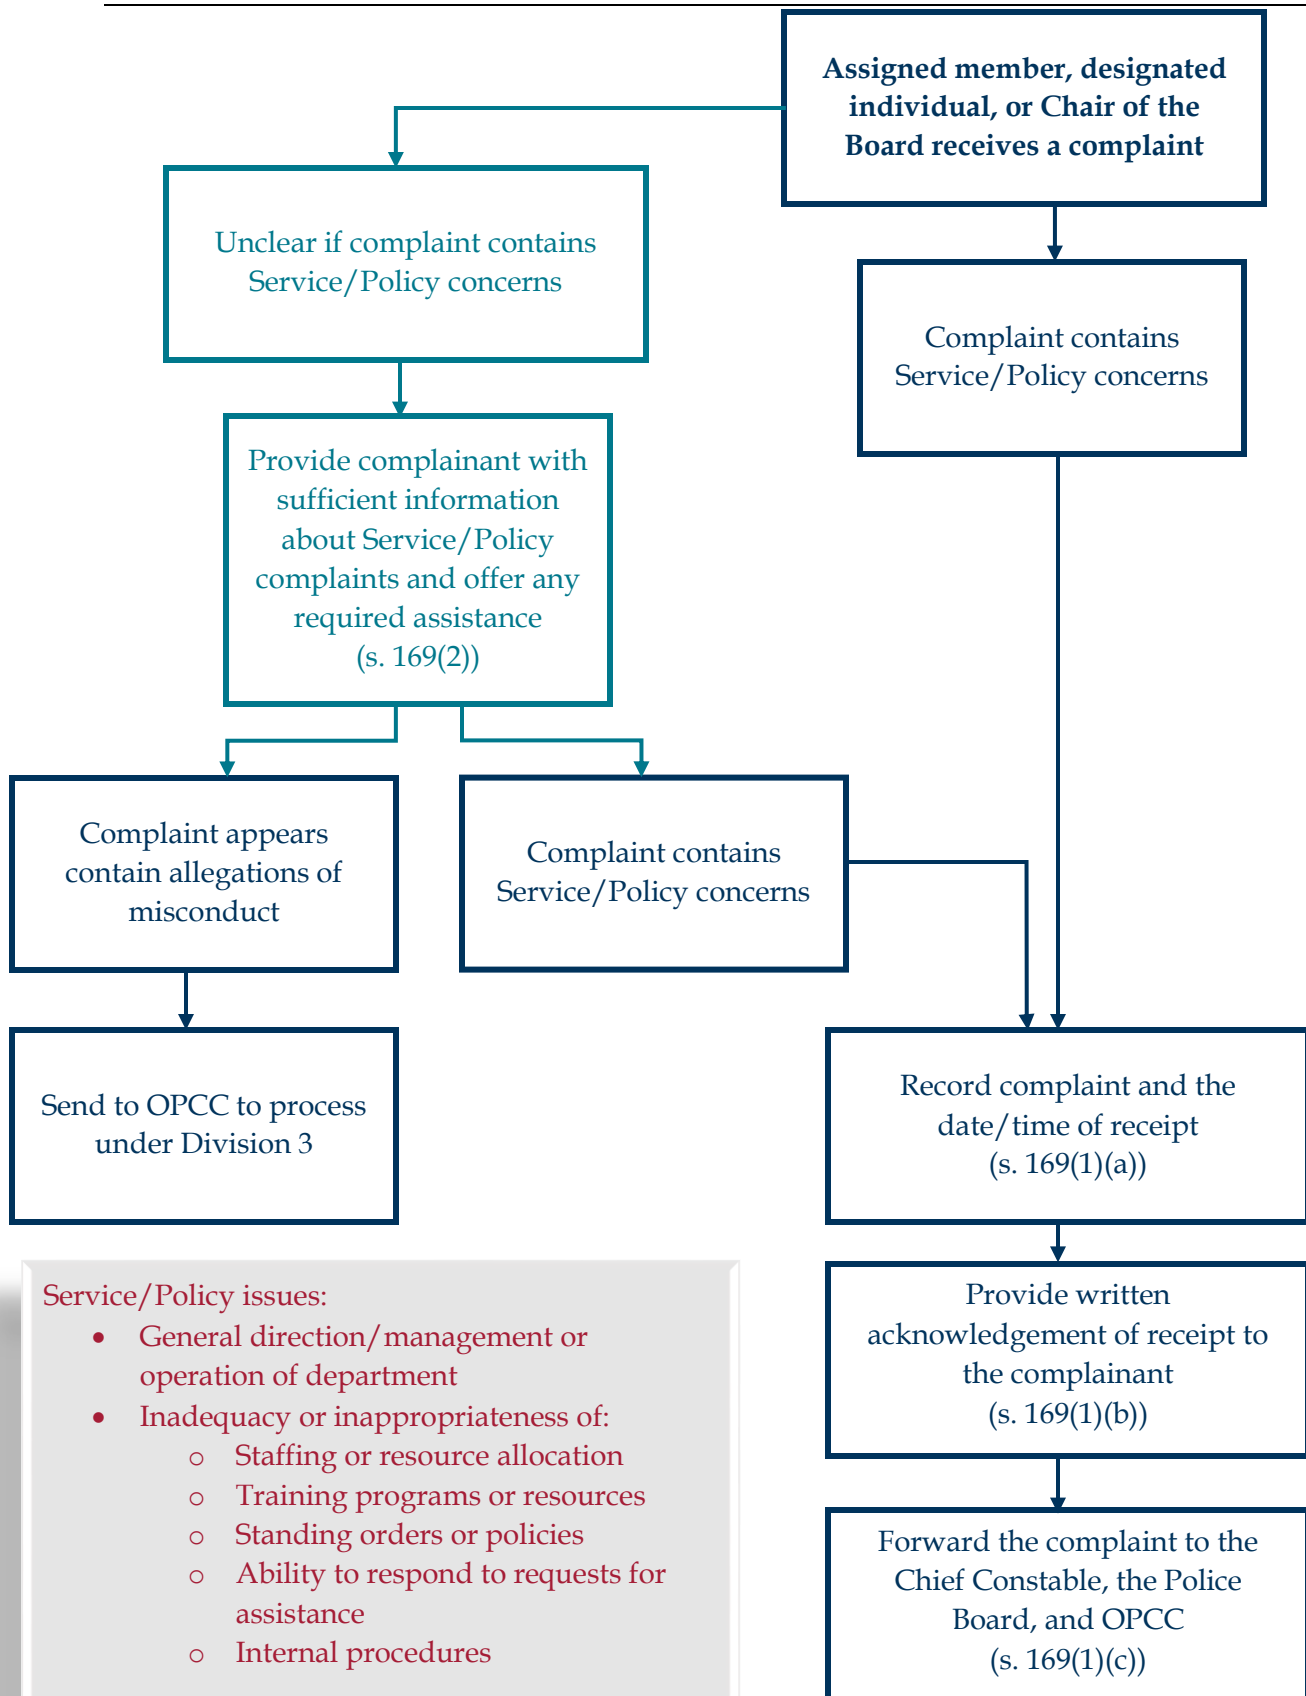 Assigned member, designated
individual, or Chair of the
Board receives a complaint
Unclear if complaint contains
Service/Policy concerns
Complaint contains
Service/Policy concerns
Provide complainant with
sufficient information
about Service/Policy
complaints and offer any
required assistance
(s. 169(2))
Complaint appears
contain allegations of
misconduct
Complaint contains
Service/Policy concerns
Send to OPCC to process
under Division 3
Record complaint and the
date/time of receipt
(s. 169(1)(a))
Provide written
acknowledgement of receipt to
the complainant
(s. 169(1)(b))
Forward the complaint to the
Chief Constable, the Police
Board, and OPCC
(s. 169(1)(c))
Service/Policy issues:
• General direction/management or
operation of department
• Inadequacy or inappropriateness of:
o Staffing or resource allocation
o Training programs or resources
o Standing orders or policies
o Ability to respond to requests for
assistance
o Internal procedures